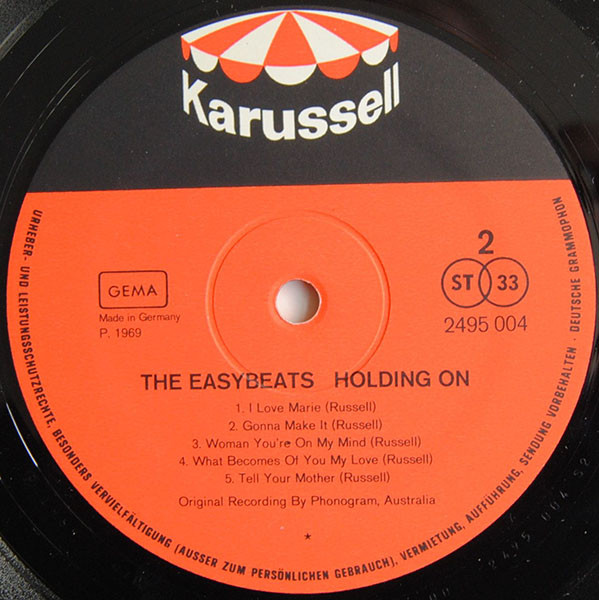 Karussell
2
GEMA
ST 33
Made in Germany
P. 1969
2495 004
THE EASYBEATS HOLDING ON
1. I Love Marie (Russell)
2. Gonna Make It (Russell)
3. Woman You're On My Mind (Russell)
4. What Becomes Of You My Love (Russell)
5. Tell Your Mother (Russell)
Original Recording By Phonogram, Australia
*
URHEBER- UND LEISTUNGSSCHUTZRECHTE, BESONDERS VERVIELFÄLTIGUNG (AUSSER ZUM PERSÖNLICHEN GEBRAUCH), VERMIETUNG, AUFFÜHRUNG, SENDUNG VORBEHALTEN · DEUTSCHE GRAMMOPHON
2495 004 S2